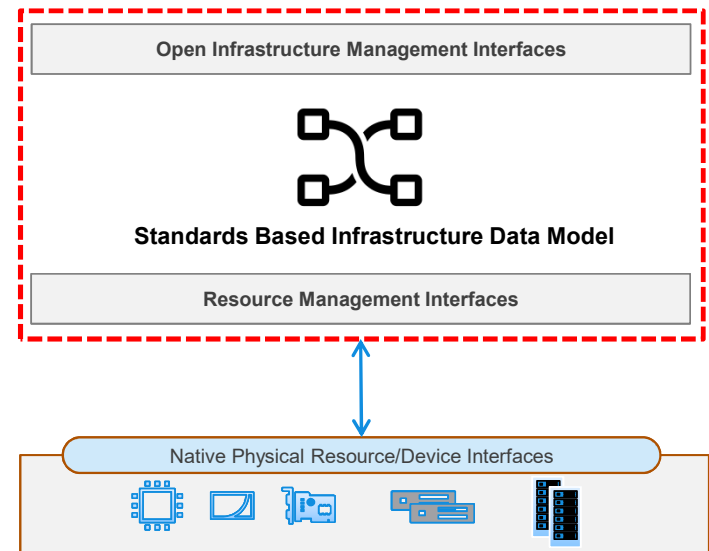 Open Infrastructure Management Interfaces
Standards Based Infrastructure Data Model
Resource Management Interfaces
Native Physical Resource/Device Interfaces